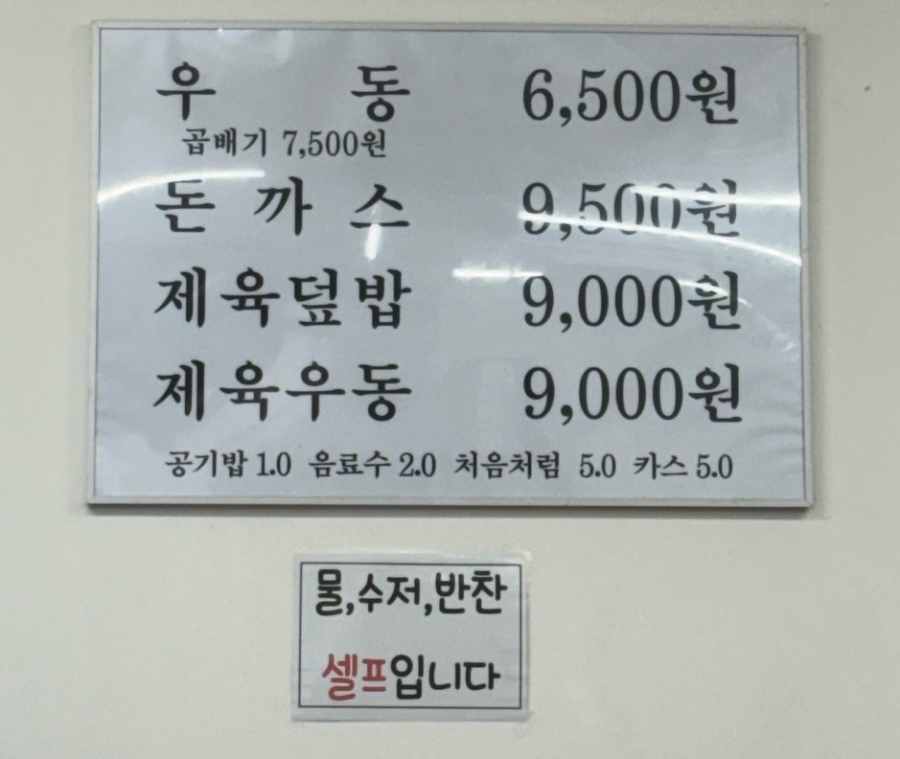 우 동 6,500원
곱배기 7,500원
돈 까 스 9,500원
제육덮밥 9,000원
제육우동 9,000원
공기밥 1.0 음료수 2.0 처음처럼 5.0 카스 5.0
물,수저,반찬
셀프입니다